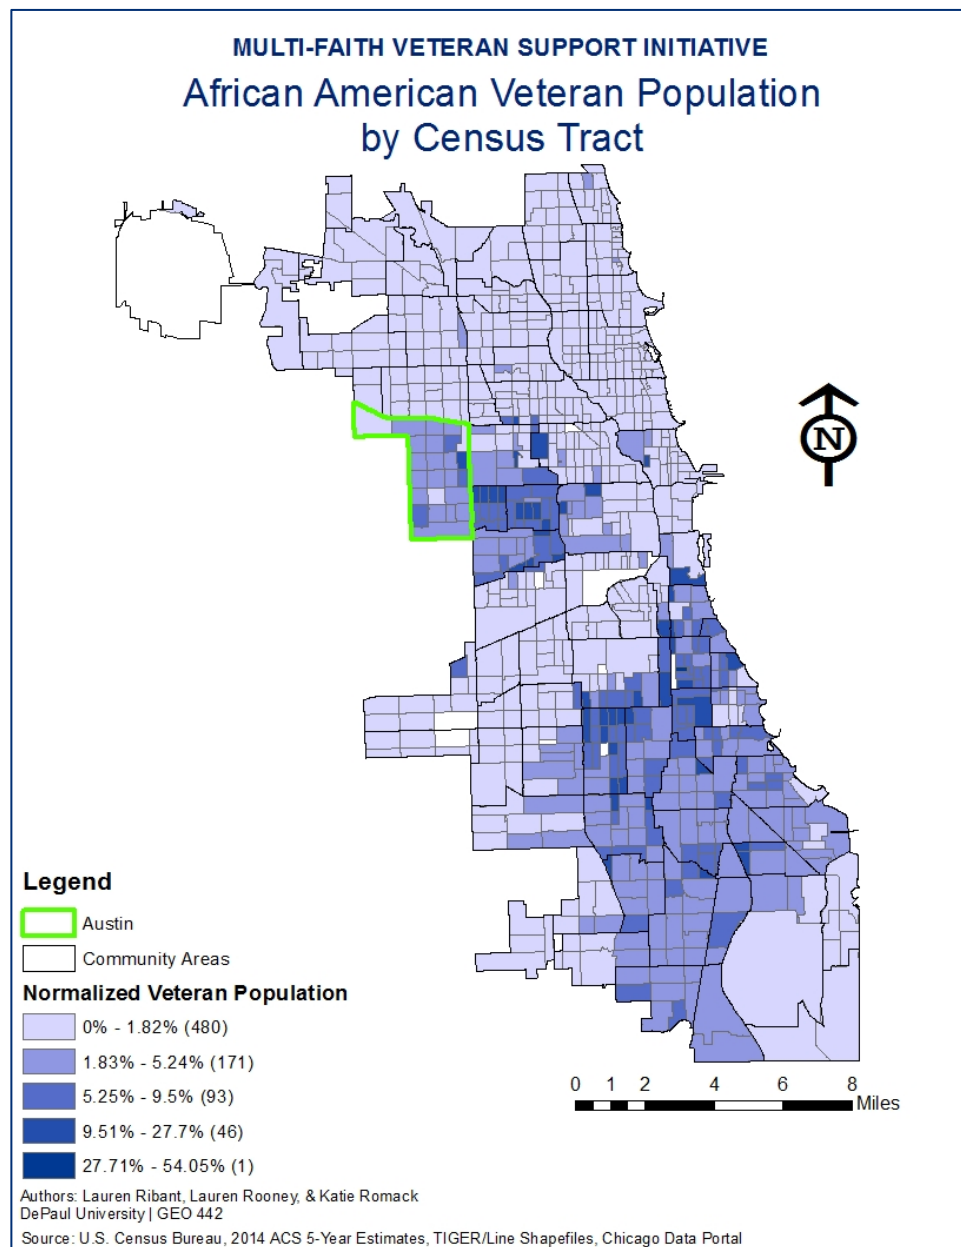 MULTI-FAITH VETERAN SUPPORT INITIATIVE
African American Veteran Population
by Census Tract
N
Legend
Austin
Community Areas
Normalized Veteran Population
0% - 1.82% (480)
1.83% - 5.24% (171)
5.25% - 9.5% (93)
9.51% - 27.7% (46)
27.71% - 54.05% (1)
0 1 2 4 6 8
Miles
Authors: Lauren Ribant, Lauren Rooney, & Katie Romack
DePaul University | GEO 442
Source: U.S. Census Bureau, 2014 ACS 5-Year Estimates, TIGER/Line Shapefiles, Chicago Data Portal